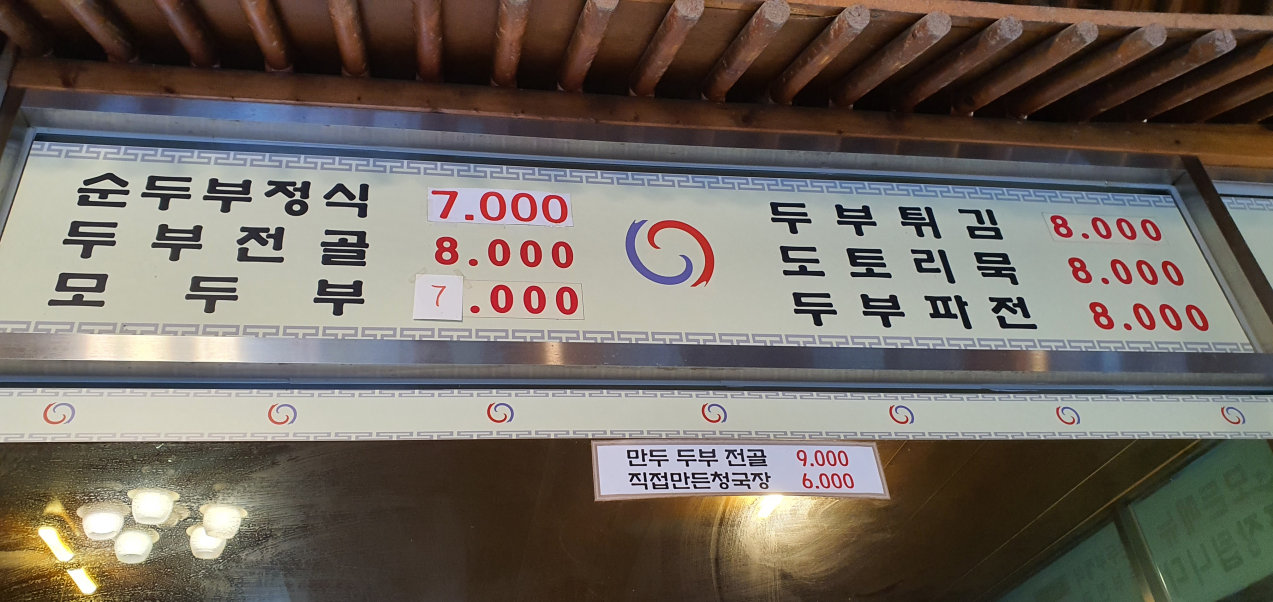 순두부정식 7.000
두부전골 8.000
모두부 7.000
두부튀김 8.000
도토리묵 8.000
두부파전 8.000
만두 두부 전골 9.000
직접만든청국장 6.000